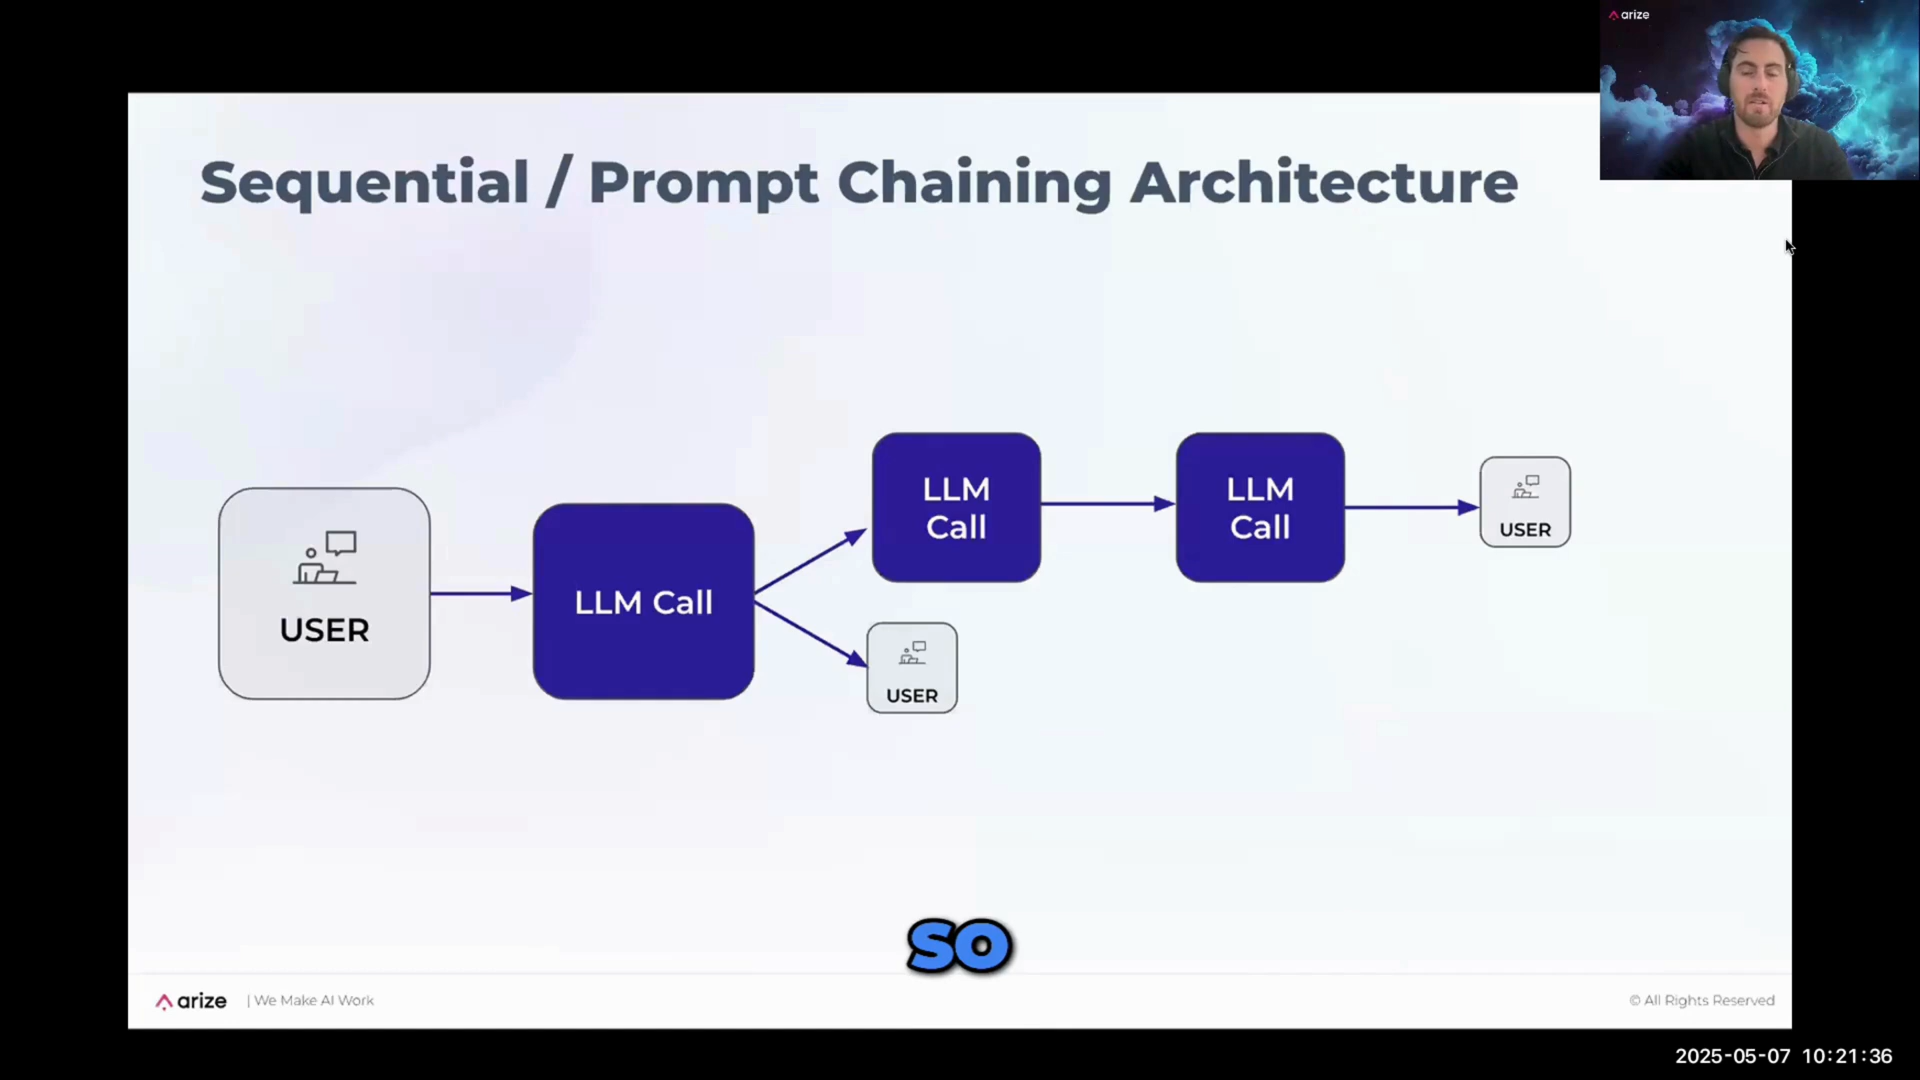 arize
Sequential / Prompt Chaining Architecture
USER
LLM Call
LLM
Call
LLM
Call
USER
USER
SO
arize | We Make AI Work
© All Rights Reserved
2025-05-07 10:21:36